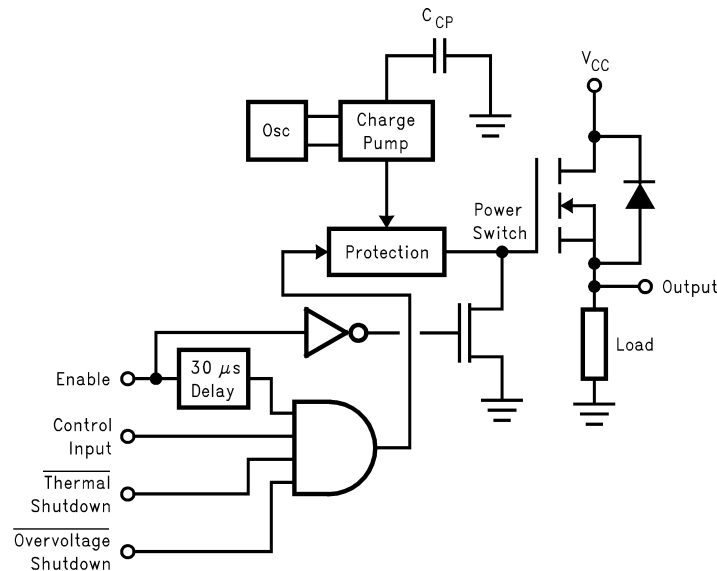 C CP
VCC
Osc
Charge
Pump
Power
Switch
Protection
Output
Load
30 μs
Delay
Enable
Control
Input
Thermal
Shutdown
Overvoltage
Shutdown